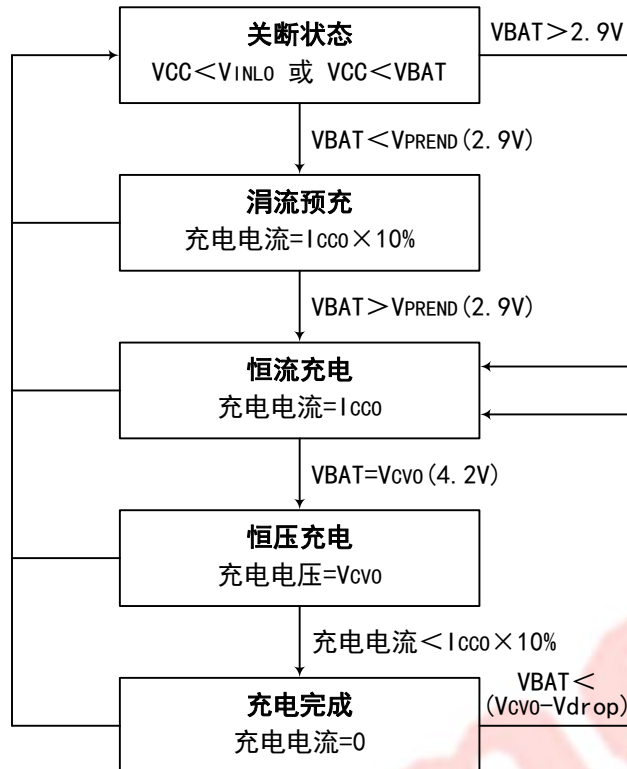 关断状态
VCC＜VINLO 或 VCC＜VBAT
VBAT＞2.9V
VBAT＜VPREND(2.9V)
涓流预充
充电电流=ICCO×10%
VBAT＞VPREND(2.9V)
恒流充电
充电电流=ICCO
VBAT=VCVO(4.2V)
恒压充电
充电电压=VCVO
充电电流＜ICCO×10%
充电完成
充电电流=0
VBAT＜
(VCVO-Vdrop)